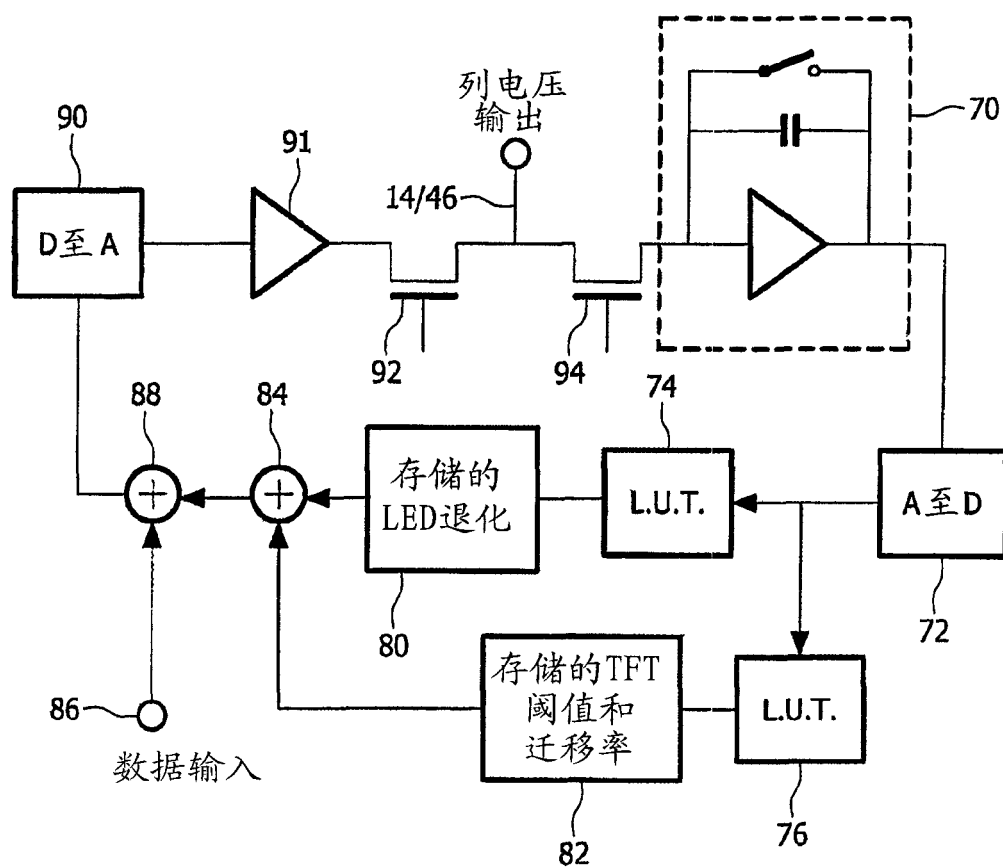 90
91
列电压
输出
70
14/46
D至A
92
94
88
84
74
存储的
LED退化
L.U.T.
A至D
80
72
86
数据输入
存储的TFT
阈值和
迁移率
L.U.T.
82
76